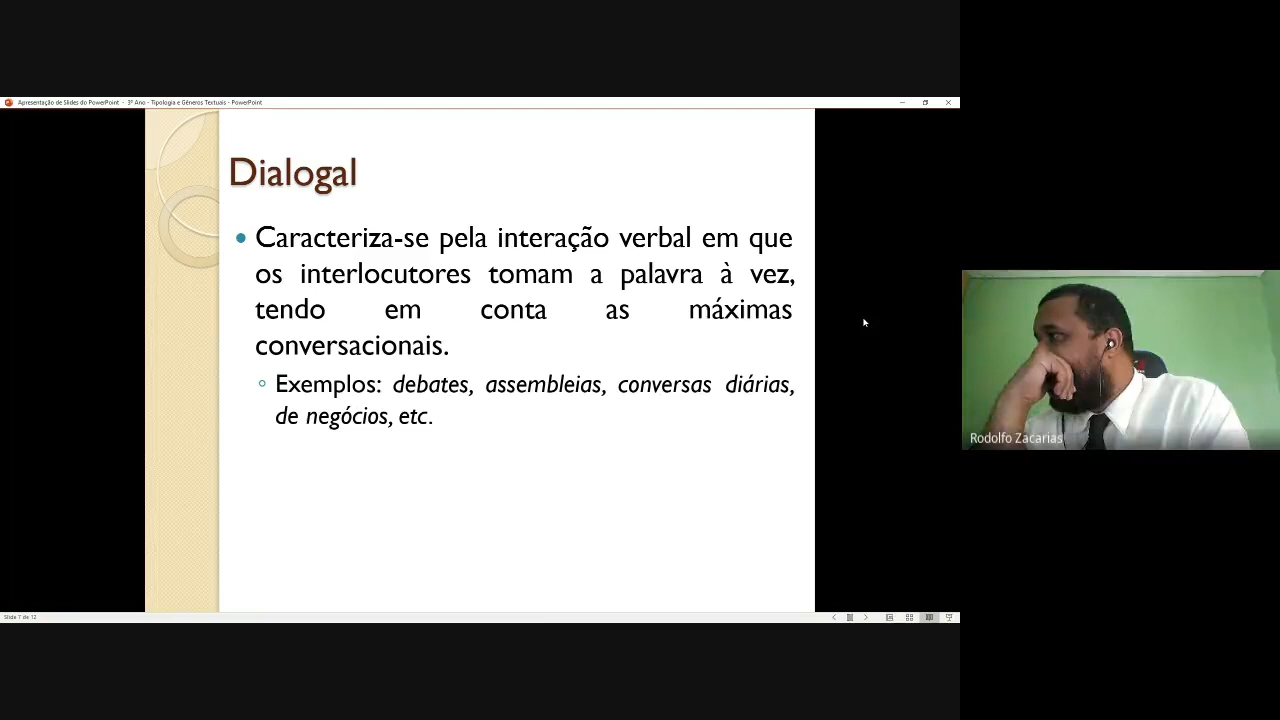 Apresentação de Slides do PowerPoint - 3º Ano - Tipologia e Gêneros Textuais - PowerPoint
Dialogal
Caracteriza-se pela interação verbal em que
os interlocutores tomam a palavra à vez,
tendo em conta as máximas
conversacionais.
Exemplos: debates, assembleias, conversas diárias,
de negócios, etc.
Rodolfo Zacarias
Slide 7 de 12